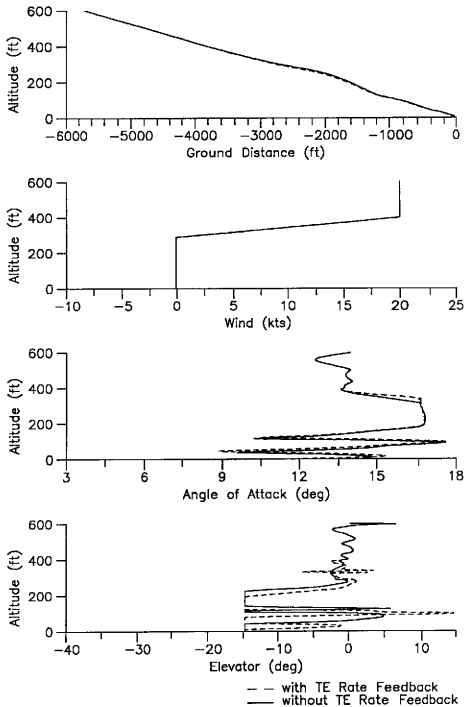 600
400
200
0
Altitude (ft)
-6000 -5000 -4000 -3000 -2000 -1000 0
Ground Distance (ft)
600
400
200
0
Altitude (ft)
-10 -5 0 5 10 15 20 25
Wind (kts)
600
400
200
0
Altitude (ft)
3 6 9 12 15 18
Angle of Attack (deg)
600
400
200
0
Altitude (ft)
-40 -30 -20 -10 0 10
Elevator (deg)
with TE Rate Feedback
without TE Rate Feedback